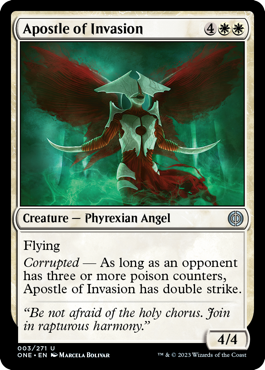 Apostle of Invasion 4
Creature — Phyrexian Angel
Flying
Corrupted — As long as an opponent
has three or more poison counters,
Apostle of Invasion has double strike.
“Be not afraid of the holy chorus. Join
in rapturous harmony.”
4/4
003/271 U
ONE • EN MARCELA BOLIVAR ™ & © 2023 Wizards of the Coast